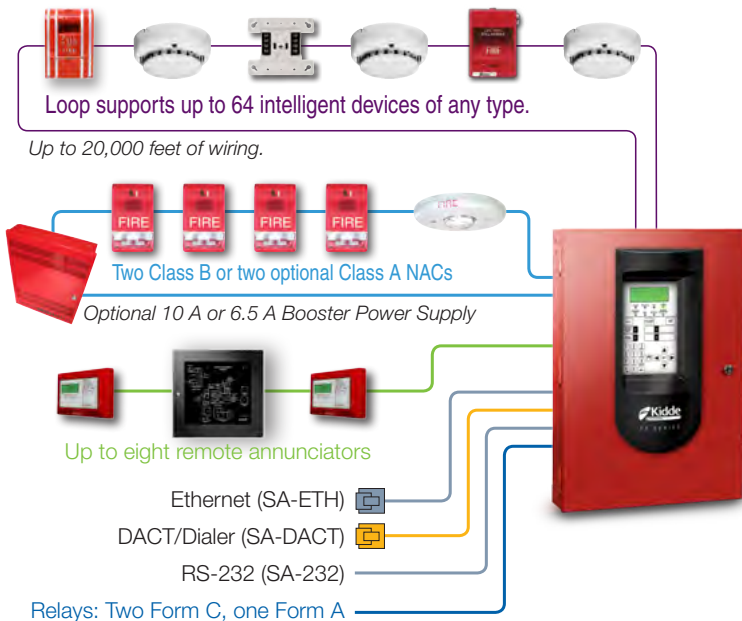 Loop supports up to 64 intelligent devices of any type.
Up to 20,000 feet of wiring.
FIRE
FIRE FIRE FIRE FIRE
FIRE
Two Class B or two optional Class A NACs
Optional 10 A or 6.5 A Booster Power Supply
Kidde
Up to eight remote annunciators
Ethernet (SA-ETH)
DACT/Dialer (SA-DACT)
RS-232 (SA-232)
Relays: Two Form C, one Form A